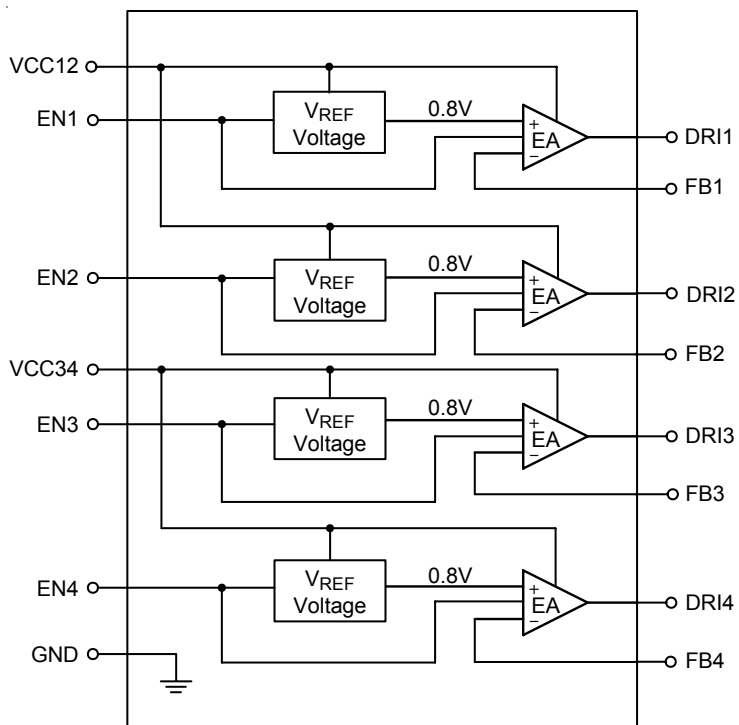 VCC12
EN1
VREF
Voltage
0.8V
+
EA
−
DRI1
FB1
EN2
VREF
Voltage
0.8V
+
EA
−
DRI2
FB2
VCC34
EN3
VREF
Voltage
0.8V
+
EA
−
DRI3
FB3
EN4
VREF
Voltage
0.8V
+
EA
−
DRI4
FB4
GND